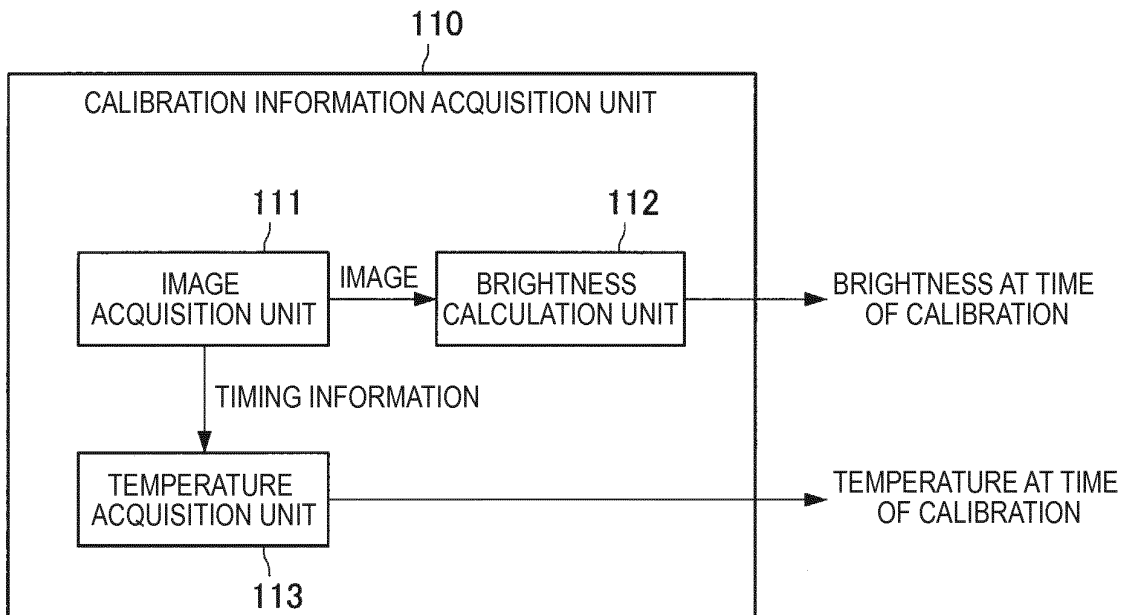 110
CALIBRATION INFORMATION ACQUISITION UNIT
111
112
IMAGE
ACQUISITION UNIT
IMAGE
BRIGHTNESS
CALCULATION UNIT
BRIGHTNESS AT TIME
OF CALIBRATION
TIMING INFORMATION
TEMPERATURE
ACQUISITION UNIT
TEMPERATURE AT TIME
OF CALIBRATION
113